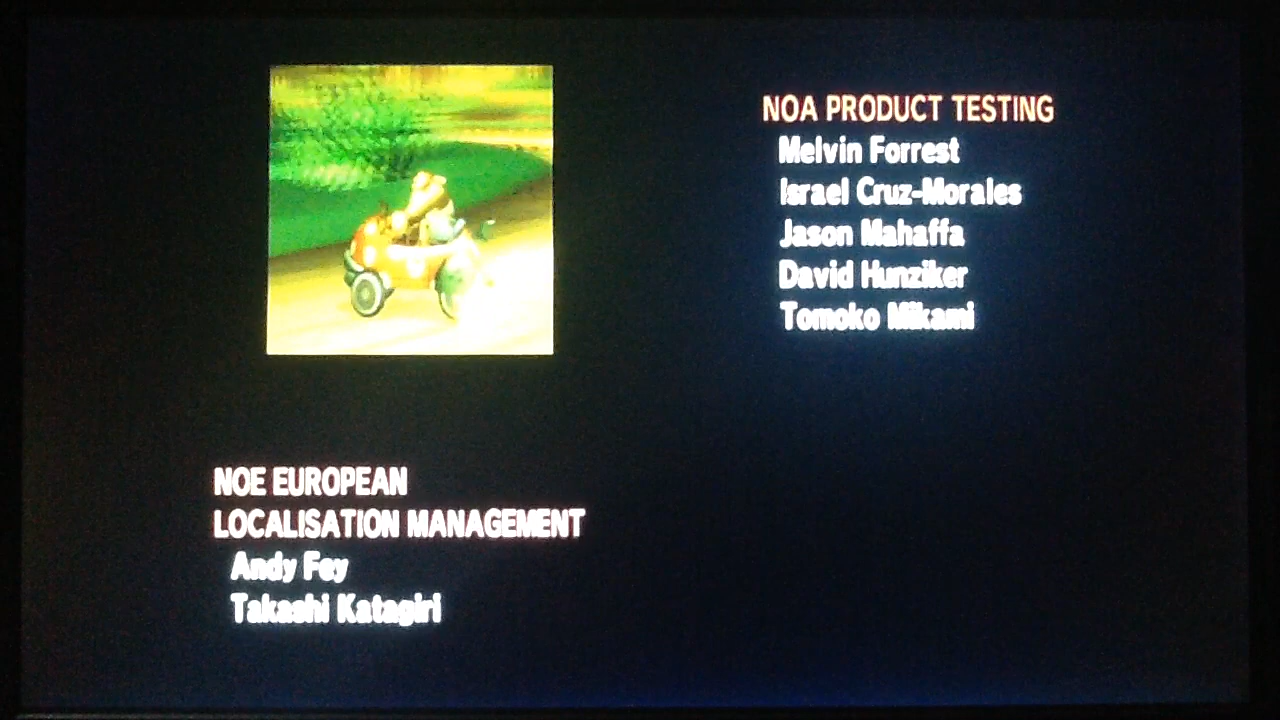 NOA PRODUCT TESTING
Melvin Forrest
Israel Cruz-Morales
Jason Mahaffa
David Hunziker
Tomoko Mikami
NOE EUROPEAN
LOCALISATION MANAGEMENT
Andy Fey
Takashi Katagiri